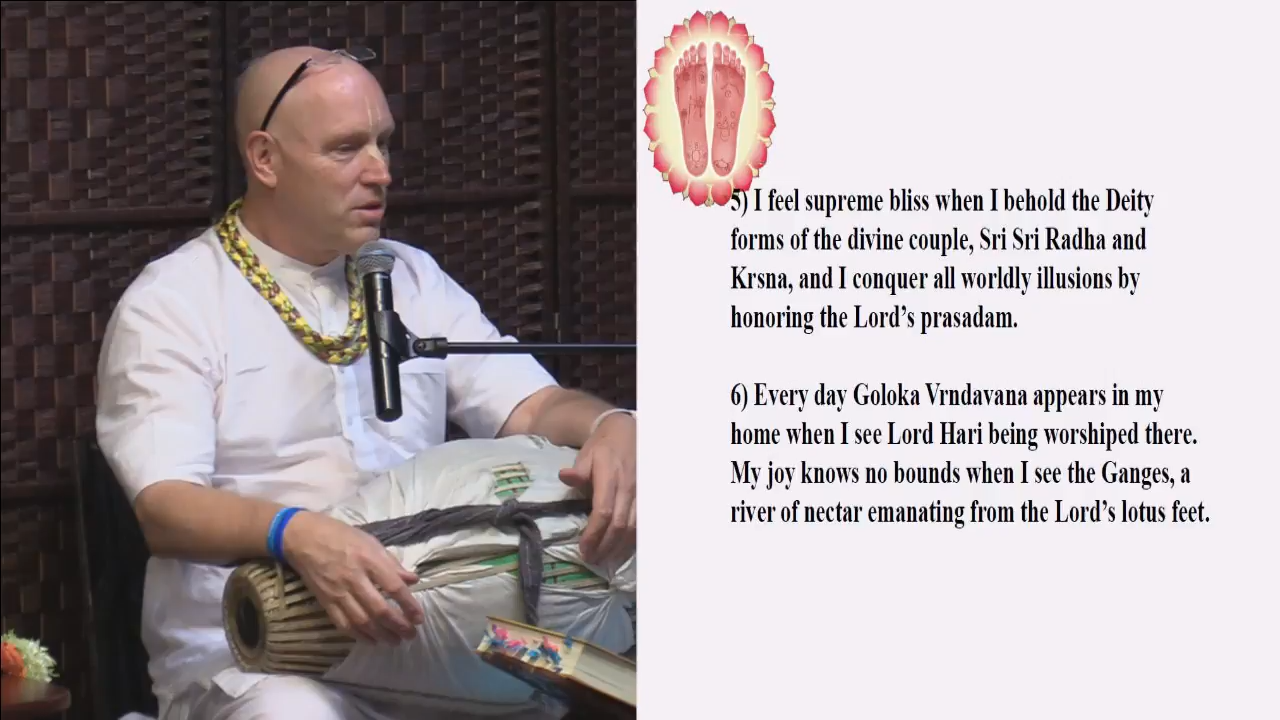 5) I feel supreme bliss when I behold the Deity
forms of the divine couple, Sri Sri Radha and
Krsna, and I conquer all worldly illusions by
honoring the Lord’s prasadam.
6) Every day Goloka Vrndavana appears in my
home when I see Lord Hari being worshiped there.
My joy knows no bounds when I see the Ganges, a
river of nectar emanating from the Lord’s lotus feet.